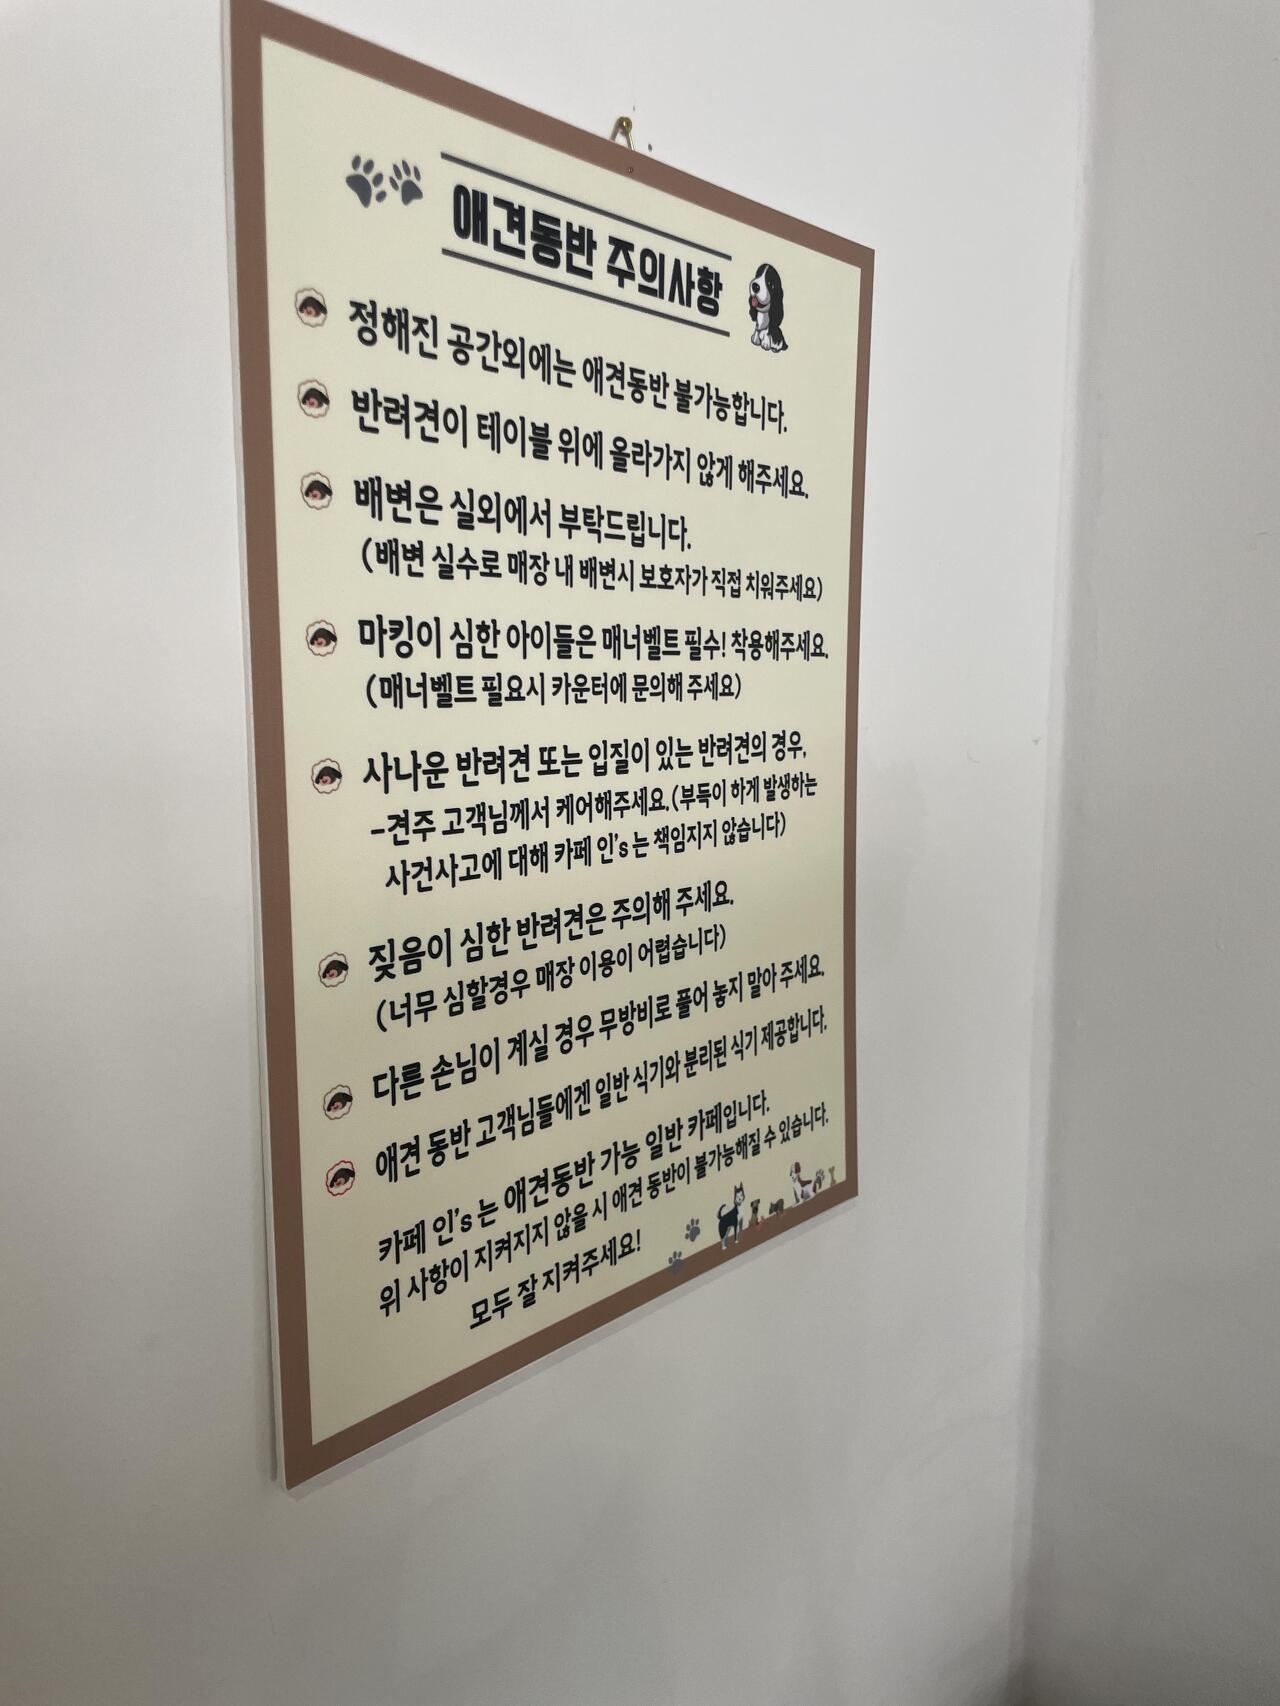 애견동반 주의사항
정해진 공간외에는 애견동반 불가능합니다.
반려견이 테이블 위에 올라가지 않게 해주세요.
배변은 실외에서 부탁드립니다.
(배변 실수로 매장 내 배변시 보호자가 직접 치워주세요)
마킹이 심한 아이들은 매너벨트 필수! 착용해주세요.
(매너벨트 필요시 카운터에 문의해 주세요)
사나운 반려견 또는 입질이 있는 반려견의 경우,
-견주 고객님께서 케어해주세요.(부득이 하게 발생하는
사건사고에 대해 카페 인's 는 책임지지 않습니다)
짖음이 심한 반려견은 주의해 주세요.
(너무 심할경우 매장 이용이 어렵습니다)
다른 손님이 계실 경우 무방비로 풀어 놓지 말아 주세요.
애견 동반 고객님들에겐 일반 식기와 분리된 식기 제공합니다.
카페 인's 는 애견동반 가능 일반 카페입니다.
위 사항이 지켜지지 않을 시 애견 동반이 불가능해질 수 있습니다.
모두 잘 지켜주세요!